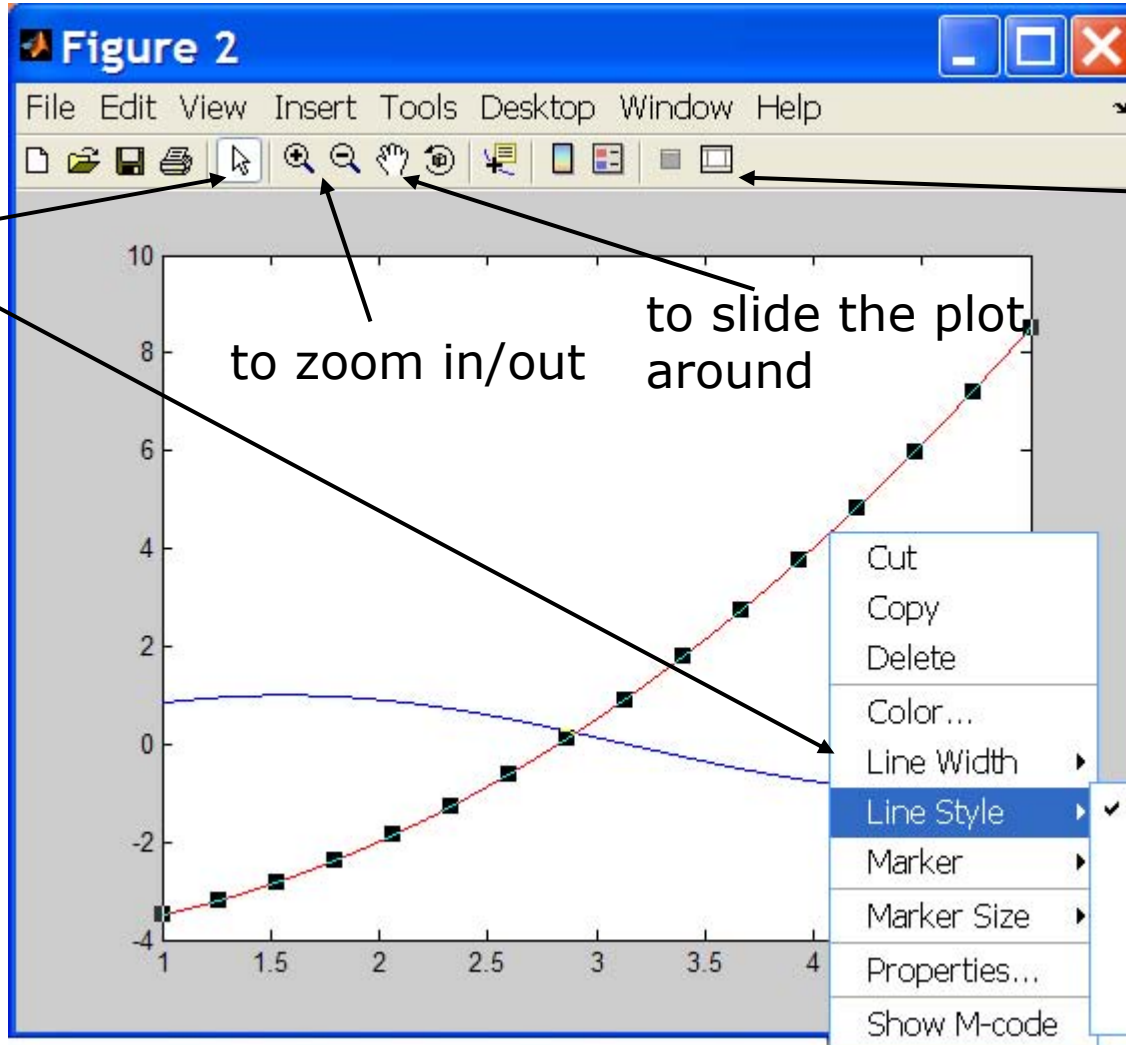 Figure 2
File Edit View Insert Tools Desktop Window Help
to zoom in/out
to slide the plot
around
10
8
6
4
2
0
-2
-4
1 1.5 2 2.5 3 3.5 4
Cut
Copy
Delete
Color...
Line Width
Line Style
Marker
Marker Size
Properties...
Show M-code